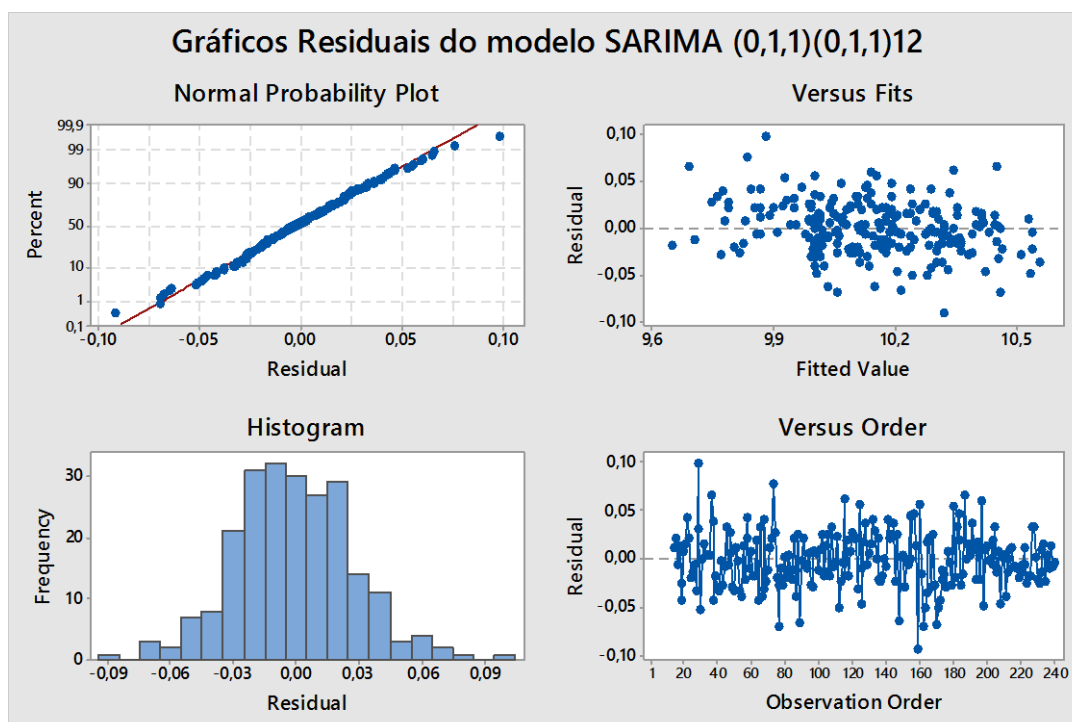 Gráficos Residuais do modelo SARIMA (0,1,1)(0,1,1)12
Normal Probability Plot
99,9
99
90
50
10
1
0,1
Percent
-0,10 -0,05 0,00 0,05 0,10
Residual
Versus Fits
0,10
0,05
0,00
-0,05
-0,10
Residual
9,6 9,9 10,2 10,5
Fitted Value
Histogram
30
20
10
0
Frequency
-0,09 -0,06 -0,03 0,00 0,03 0,06 0,09
Residual
Versus Order
0,10
0,05
0,00
-0,05
-0,10
Residual
1 20 40 60 80 100 120 140 160 180 200 220 240
Observation Order